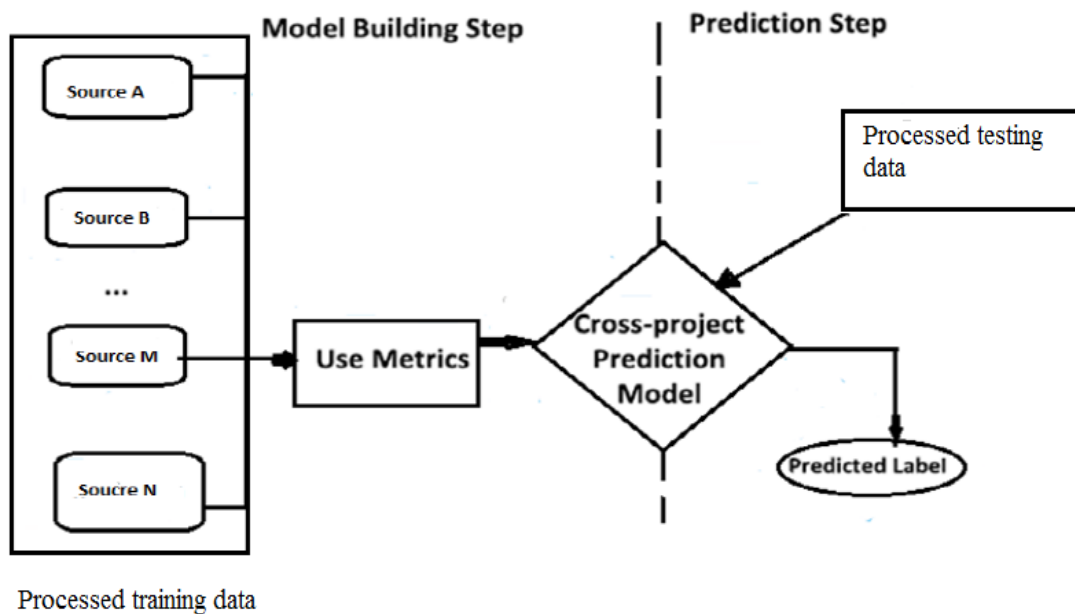 Model Building Step
Prediction Step
Source A
Source B
...
Source M
Soucre N
Processed training data
Use Metrics
Cross-project
Prediction
Model
Processed testing
data
Predicted Label